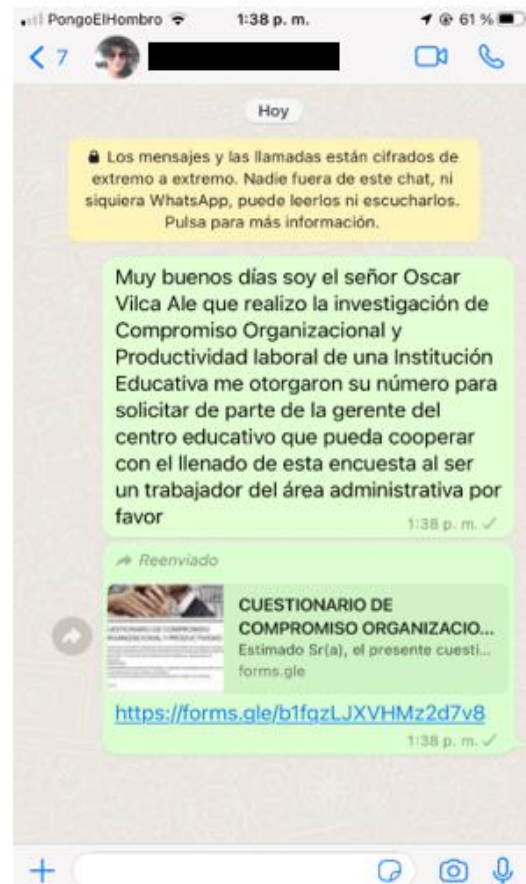 PongoElHombro 1:38 p. m. 61 %
7
Hoy
Los mensajes y las llamadas están cifrados de
extremo a extremo. Nadie fuera de este chat, ni
siquiera WhatsApp, puede leerlos ni escucharlos.
Pulsa para más información.
Muy buenos días soy el señor Oscar
Vilca Ale que realizo la investigación de
Compromiso Organizacional y
Productividad laboral de una Institución
Educativa me otorgaron su número para
solicitar de parte de la gerente del
centro educativo que pueda cooperar
con el llenado de esta encuesta al ser
un trabajador del área administrativa por
favor
1:38 p. m.
Reenviado
CUESTIONARIO DE
COMPROMISO ORGANIZACIO...
Estimado Sr(a), el presente cuesti...
forms.gle
https://forms.gle/b1fqzLJXVHMz2d7v8
1:38 p. m.